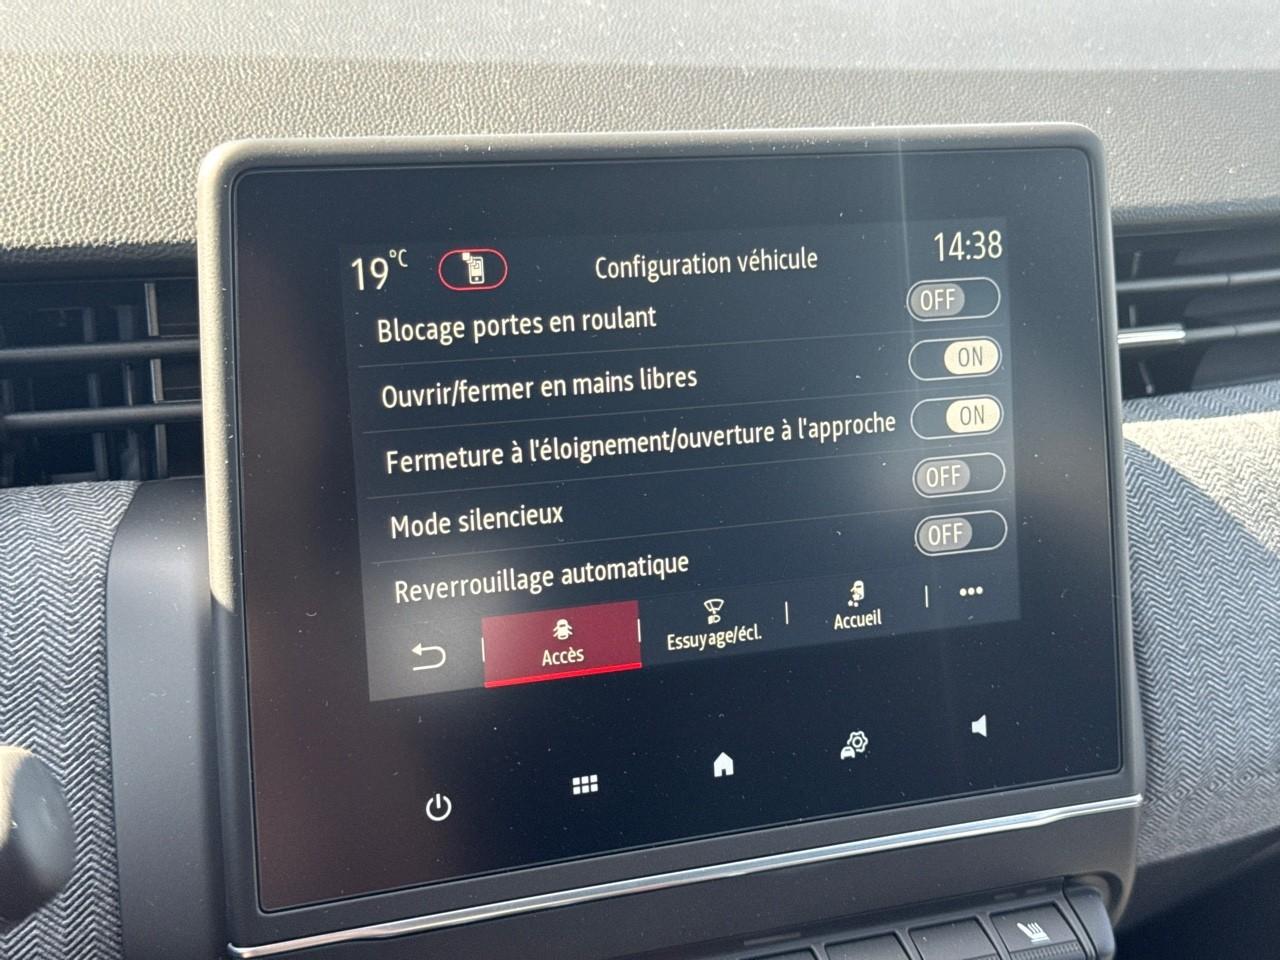 19°C Configuration véhicule 14:38
Blocage portes en roulant OFF
Ouvrir/fermer en mains libres ON
Fermeture à l'éloignement/ouverture à l'approche ON
Mode silencieux OFF
Reverrouillage automatique OFF
Accès Essuyage/écl. Accueil ...